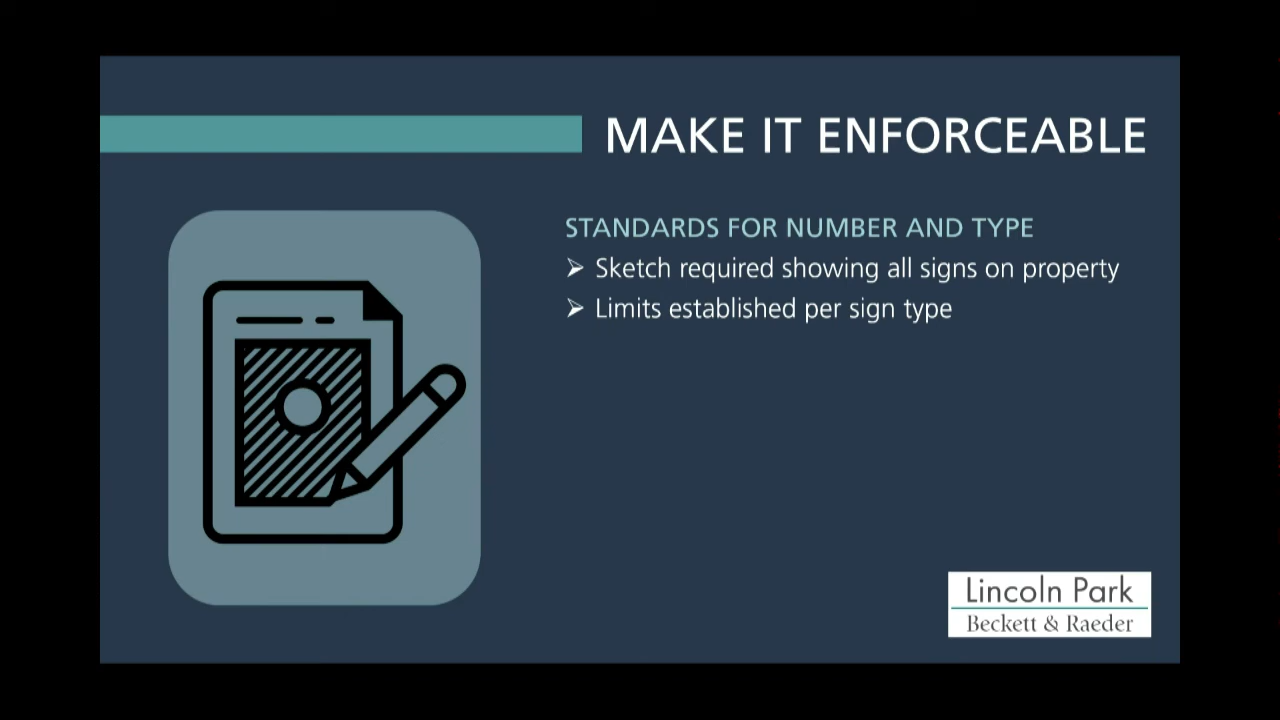 MAKE IT ENFORCEABLE
STANDARDS FOR NUMBER AND TYPE
➢ Sketch required showing all signs on property
➢ Limits established per sign type
Lincoln Park
Beckett & Raeder